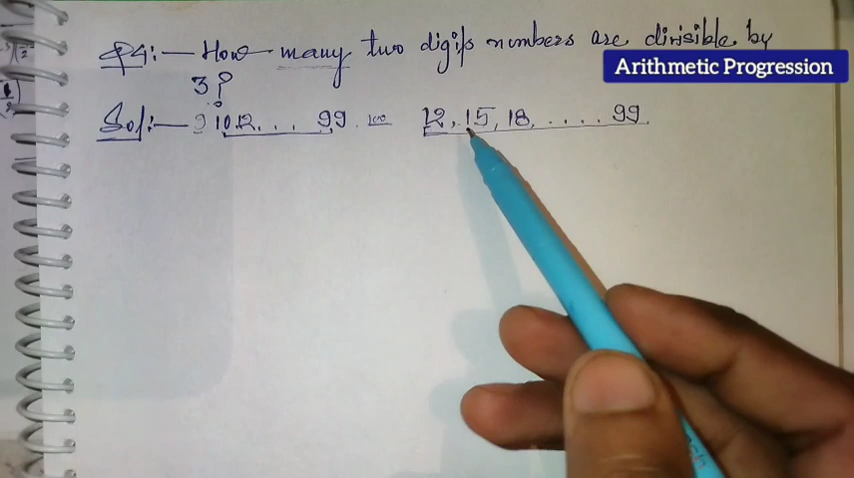 Q4:— How many two digits numbers are divisible by
Arithmetic Progression
3?
Sol:— 9 10 12 . . . 99 100 12, 15, 18, . . . . 99